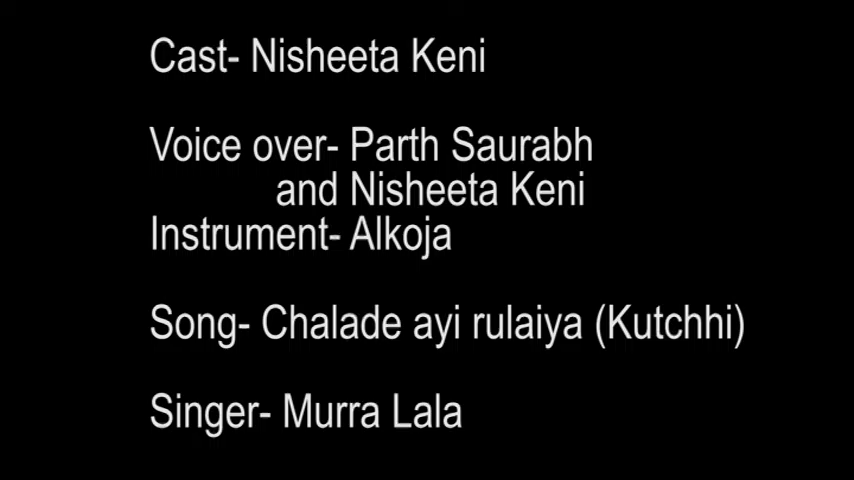 Cast- Nisheeta Keni
Voice over- Parth Saurabh
and Nisheeta Keni
Instrument- Alkoja
Song- Chalade ayi rulaiya (Kutchhi)
Singer- Murra Lala